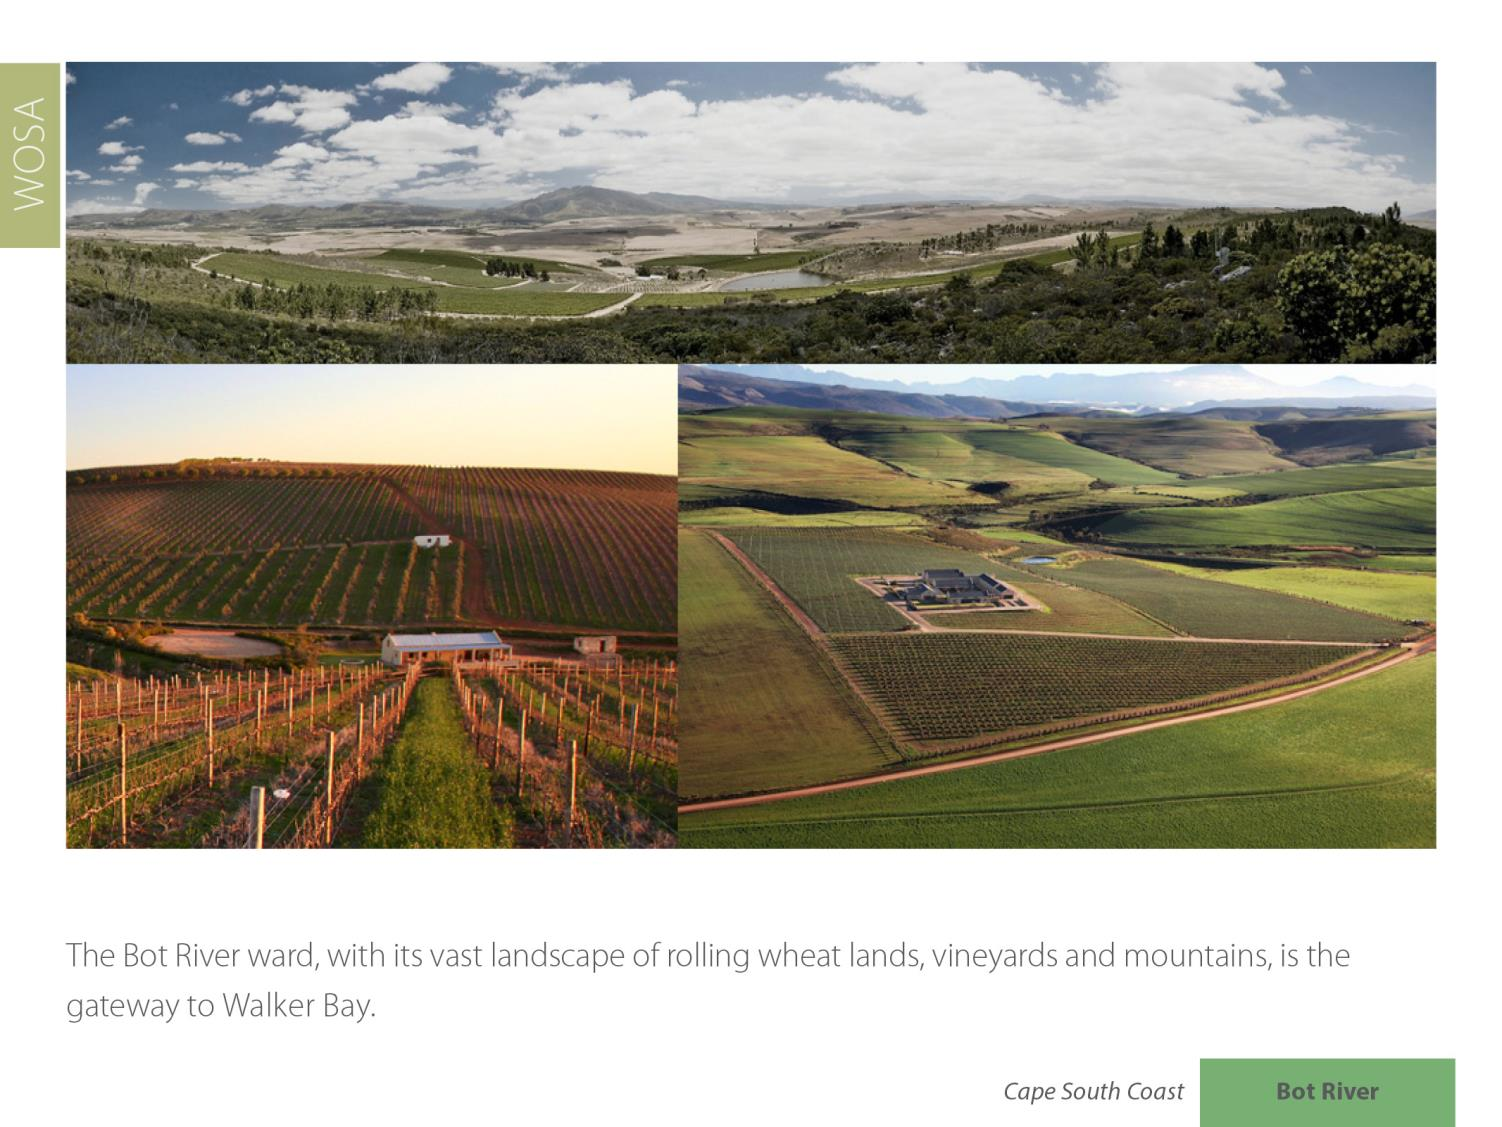 WOSA
The Bot River ward, with its vast landscape of rolling wheat lands, vineyards and mountains, is the
gateway to Walker Bay.
Cape South Coast
Bot River